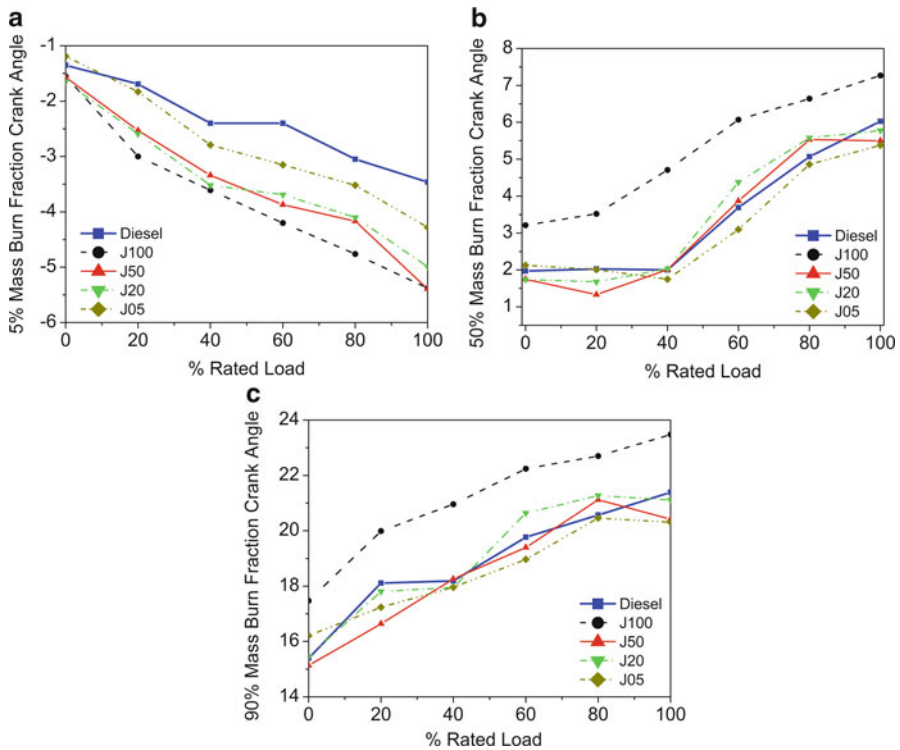 a
5% Mass Burn Fraction Crank Angle
-1
-2
-3
-4
-5
-6
0 20 40 60 80 100
% Rated Load
Diesel
J100
J50
J20
J05
b
50% Mass Burn Fraction Crank Angle
8
7
6
5
4
3
2
1
0 20 40 60 80 100
% Rated Load
Diesel
J100
J50
J20
J05
c
90% Mass Burn Fraction Crank Angle
24
22
20
18
16
14
0 20 40 60 80 100
% Rated Load
Diesel
J100
J50
J20
J05